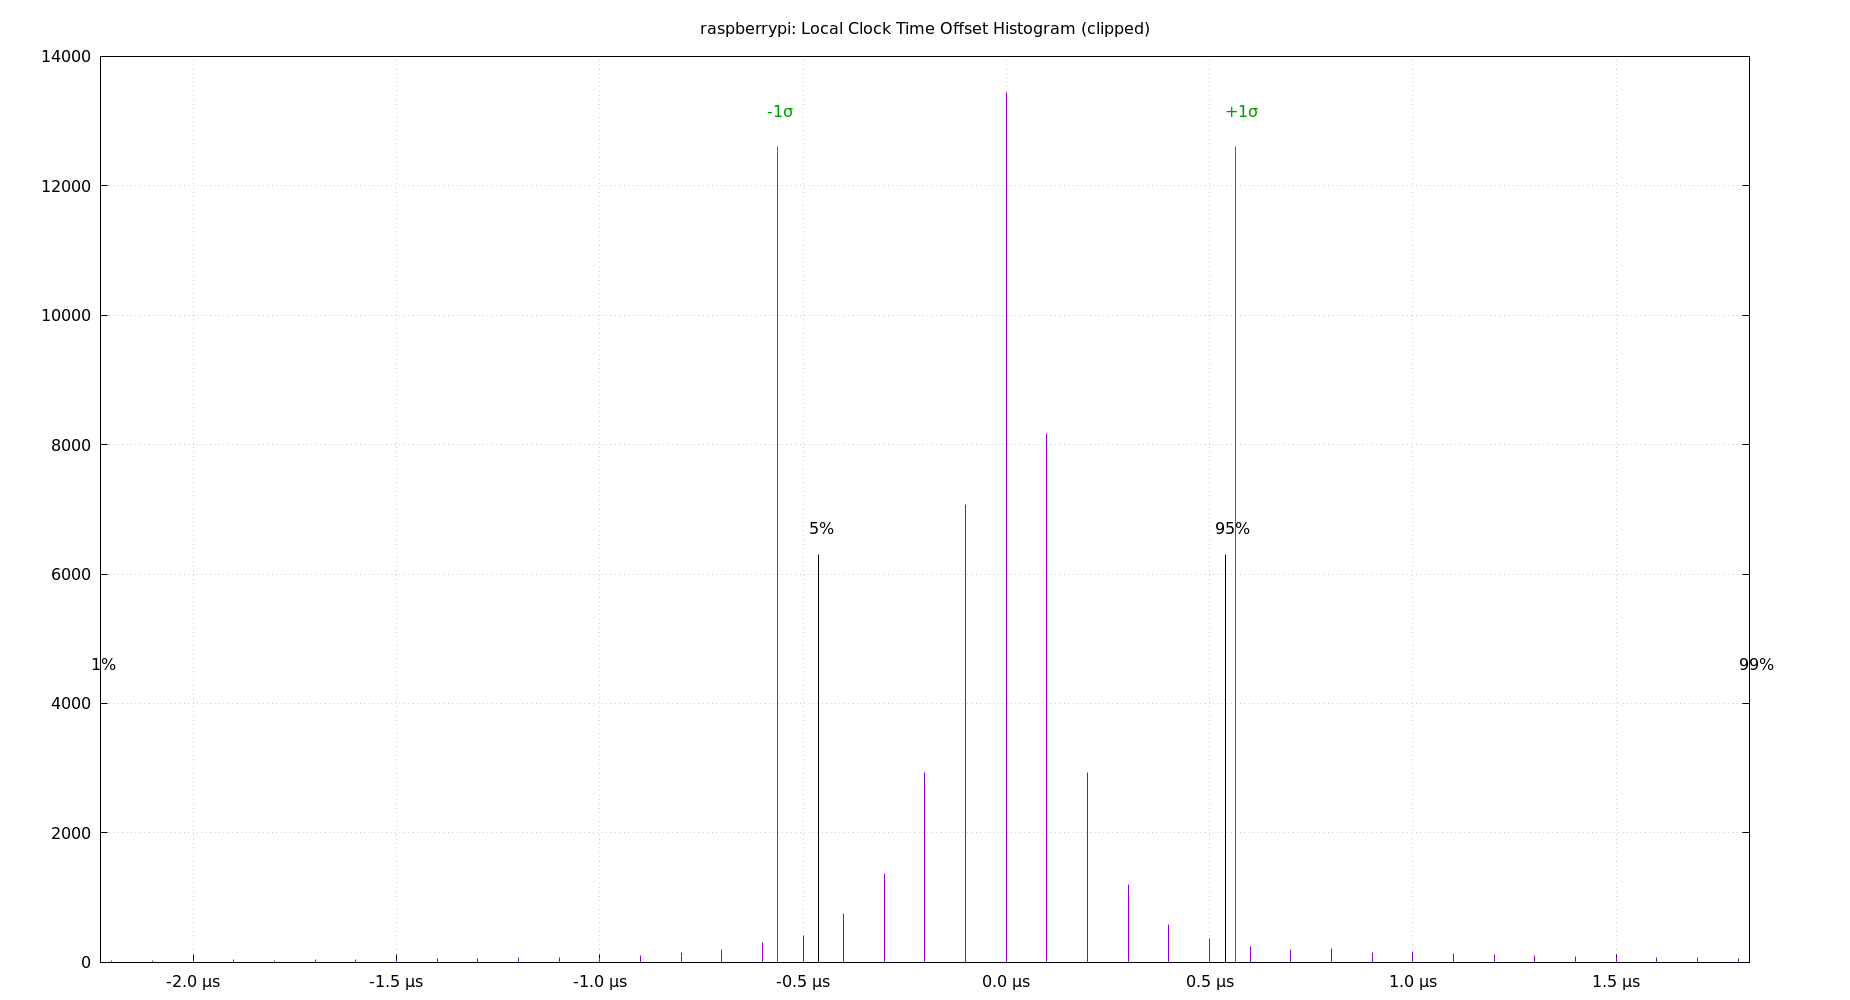 raspberrypi: Local Clock Time Offset Histogram (clipped)
14000
-1σ
+1σ
12000
10000
8000
5%
95%
6000
1%
99%
4000
2000
0
-2.0 µs
-1.5 µs
-1.0 µs
-0.5 µs
0.0 µs
0.5 µs
1.0 µs
1.5 µs